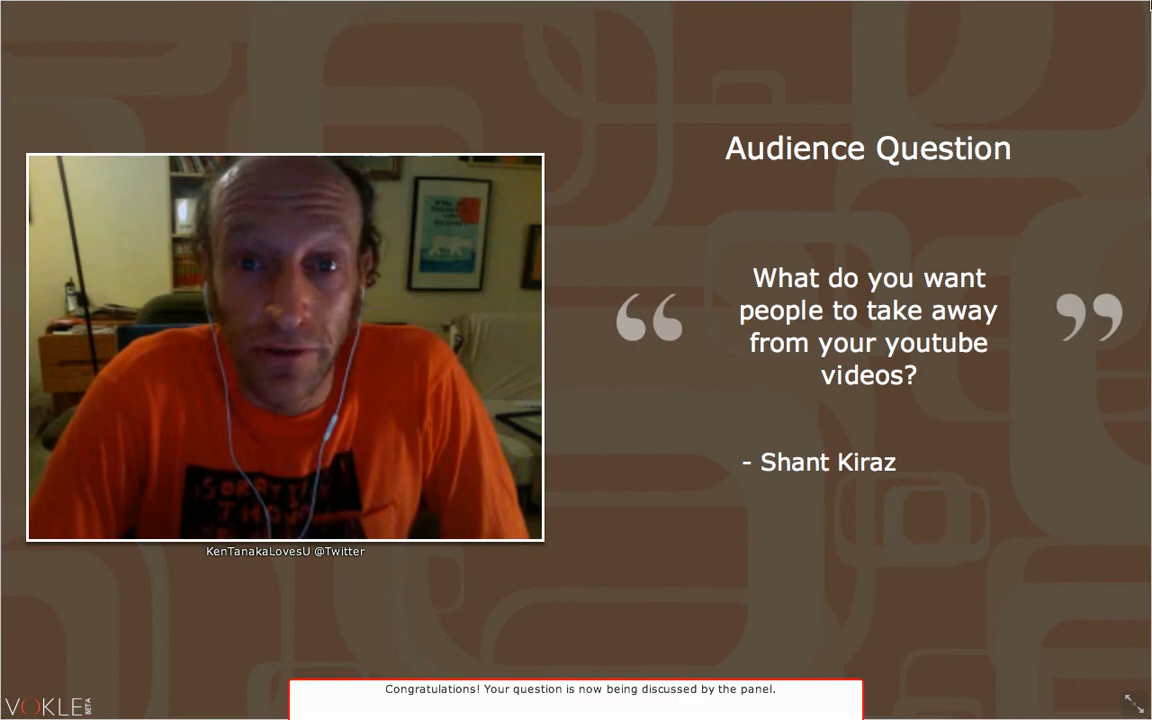 Audience Question
“ What do you want
people to take away
from your youtube
videos? ”
- Shant Kiraz
KenTanakaLovesU @Twitter
Congratulations! Your question is now being discussed by the panel.
VOKLE BETA